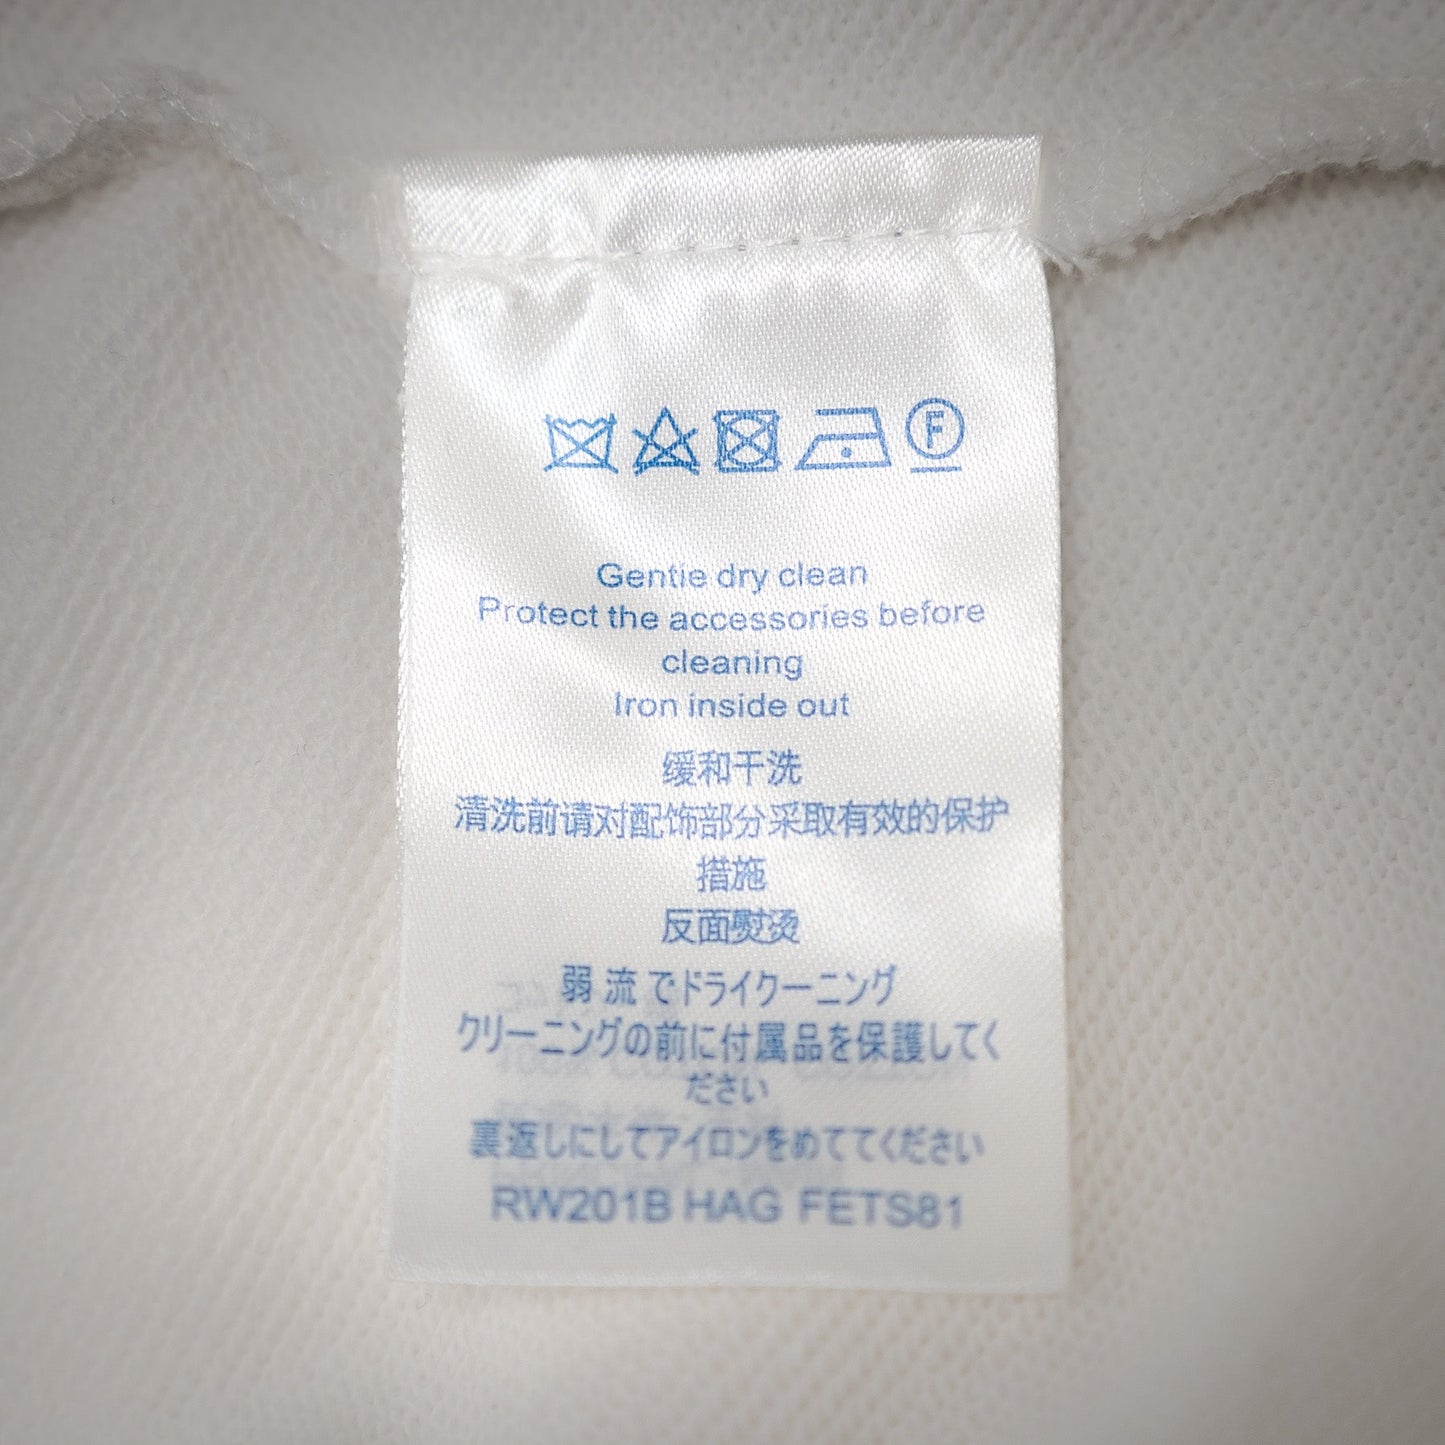 F
Gentie dry clean
Protect the accessories before
cleaning
Iron inside out
缓和干洗
清洗前请对配饰部分采取有效的保护
措施
反面熨烫
弱 流 でドライクーニング
クリーニングの前に付属品を保護してく
ださい
裏返しにしてアイロンをめててください
RW201B HAG FETS81